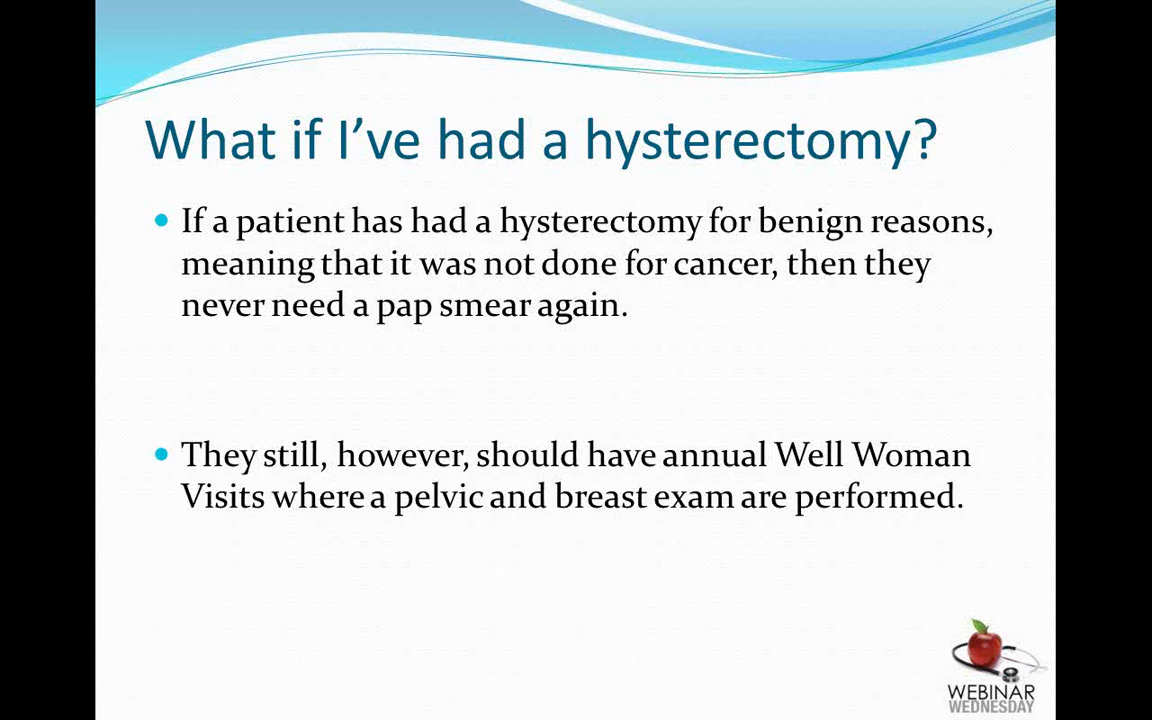 What if I’ve had a hysterectomy?
If a patient has had a hysterectomy for benign reasons,
meaning that it was not done for cancer, then they
never need a pap smear again.
They still, however, should have annual Well Woman
Visits where a pelvic and breast exam are performed.
WEBINAR
WEDNESDAY